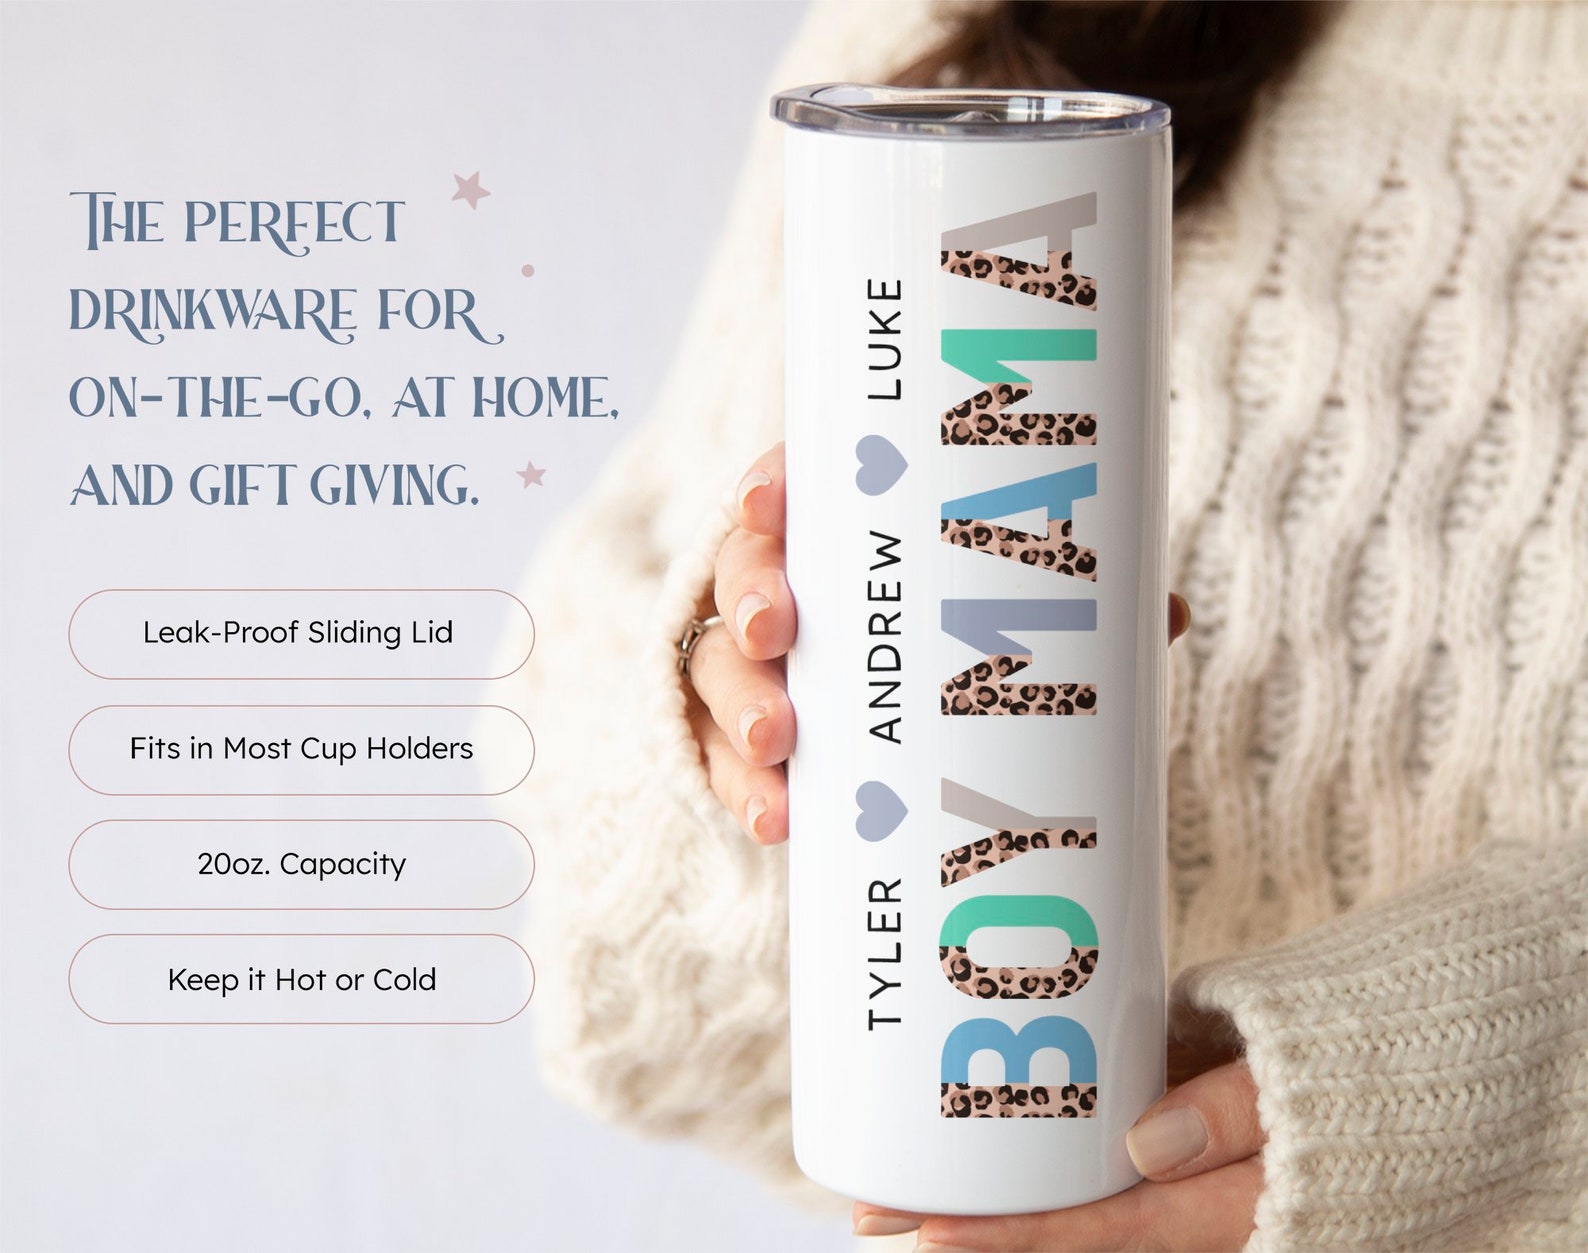 THE PERFECT
DRINKWARE FOR
ON-THE-GO, AT HOME,
AND GIFT GIVING.
Leak-Proof Sliding Lid
Fits in Most Cup Holders
20oz. Capacity
Keep it Hot or Cold
TYLER ANDREW LUKE
BOY MAMA